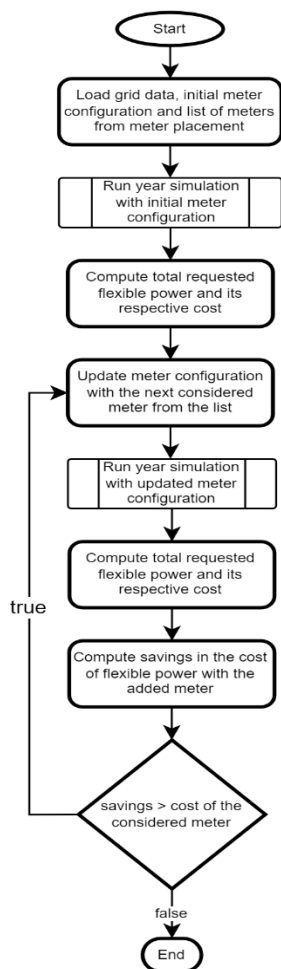 Start
Load grid data, initial meter
configuration and list of meters
from meter placement
Run year simulation
with initial meter
configuration
Compute total requested
flexible power and its
respective cost
Update meter configuration
with the next considered
meter from the list
Run year simulation
with updated meter
configuration
Compute total requested
flexible power and its
respective cost
true
Compute savings in the cost
of flexible power with the
added meter
savings > cost of the
considered meter
false
End